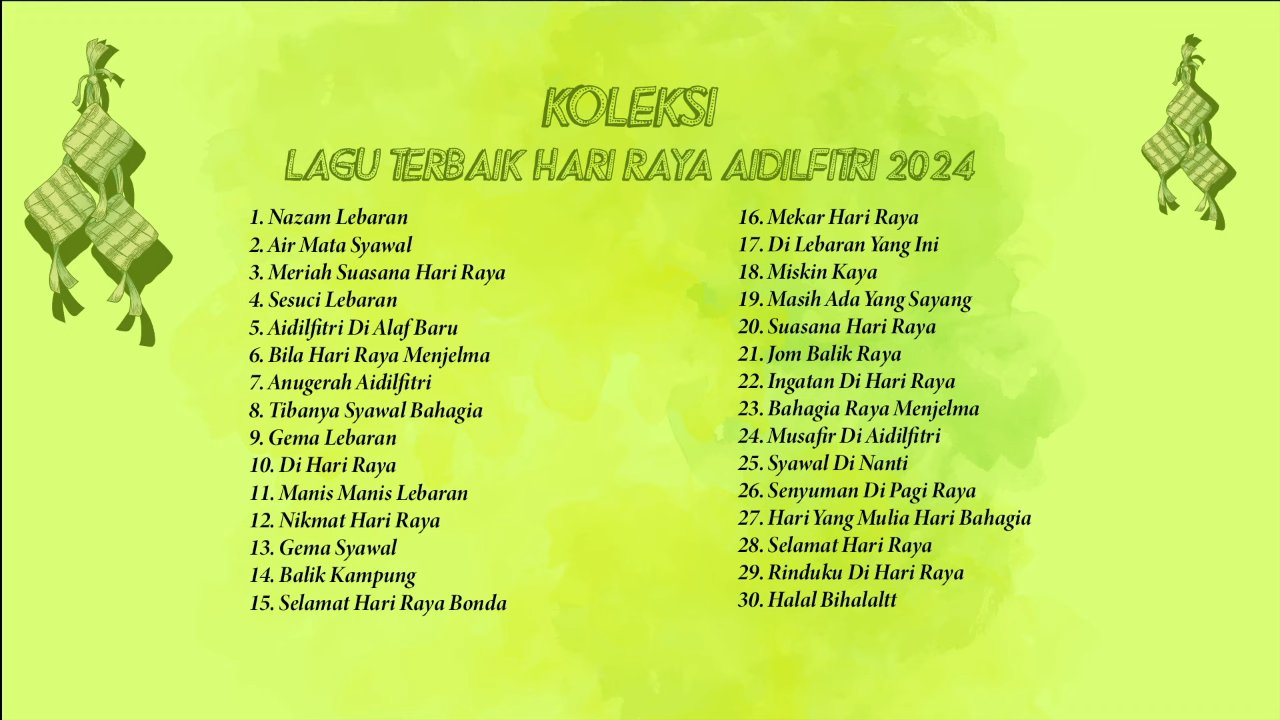 KOLEKSI
LAGU TERBAIK HARI RAYA AIDILFITRI 2024
1. Nazam Lebaran
2. Air Mata Syawal
3. Meriah Suasana Hari Raya
4. Sesuci Lebaran
5. Aidilfitri Di Alaf Baru
6. Bila Hari Raya Menjelma
7. Anugerah Aidilfitri
8. Tibanya Syawal Bahagia
9. Gema Lebaran
10. Di Hari Raya
11. Manis Manis Lebaran
12. Nikmat Hari Raya
13. Gema Syawal
14. Balik Kampung
15. Selamat Hari Raya Bonda
16. Mekar Hari Raya
17. Di Lebaran Yang Ini
18. Miskin Kaya
19. Masih Ada Yang Sayang
20. Suasana Hari Raya
21. Jom Balik Raya
22. Ingatan Di Hari Raya
23. Bahagia Raya Menjelma
24. Musafir Di Aidilfitri
25. Syawal Di Nanti
26. Senyuman Di Pagi Raya
27. Hari Yang Mulia Hari Bahagia
28. Selamat Hari Raya
29. Rinduku Di Hari Raya
30. Halal Bihalaltt